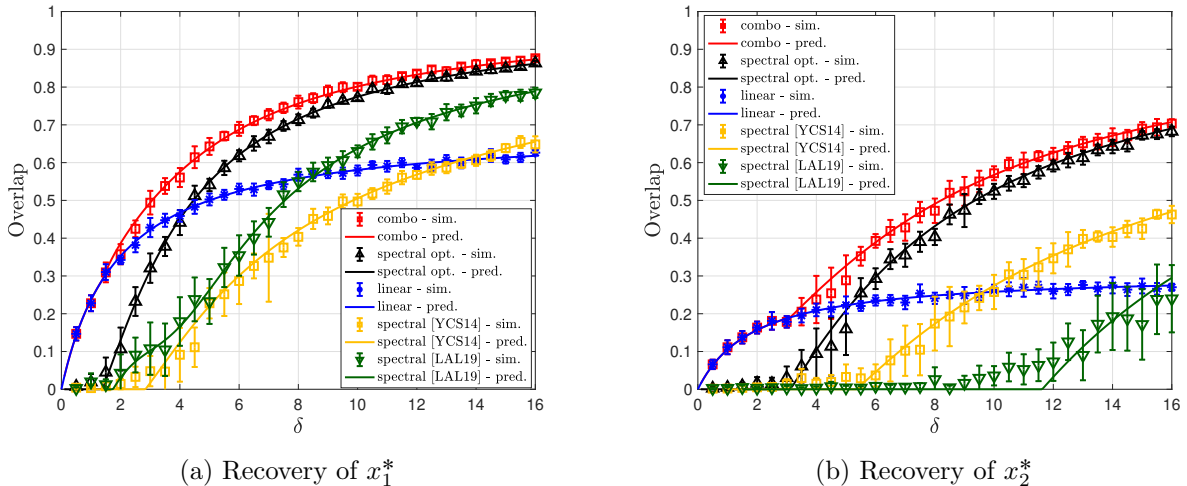 1
0.9
0.8
0.7
0.6
0.5
0.4
0.3
0.2
0.1
0
Overlap
0 2 4 6 8 10 12 14 16
δ
combo - sim.
combo - pred.
spectral opt. - sim.
spectral opt. - pred.
linear - sim.
linear - pred.
spectral [YCS14] - sim.
spectral [YCS14] - pred.
spectral [LAL19] - sim.
spectral [LAL19] - pred.
(a) Recovery of x₁*
1
0.9
0.8
0.7
0.6
0.5
0.4
0.3
0.2
0.1
0
Overlap
0 2 4 6 8 10 12 14 16
δ
combo - sim.
combo - pred.
spectral opt. - sim.
spectral opt. - pred.
linear - sim.
linear - pred.
spectral [YCS14] - sim.
spectral [YCS14] - pred.
spectral [LAL19] - sim.
spectral [LAL19] - pred.
(b) Recovery of x₂*